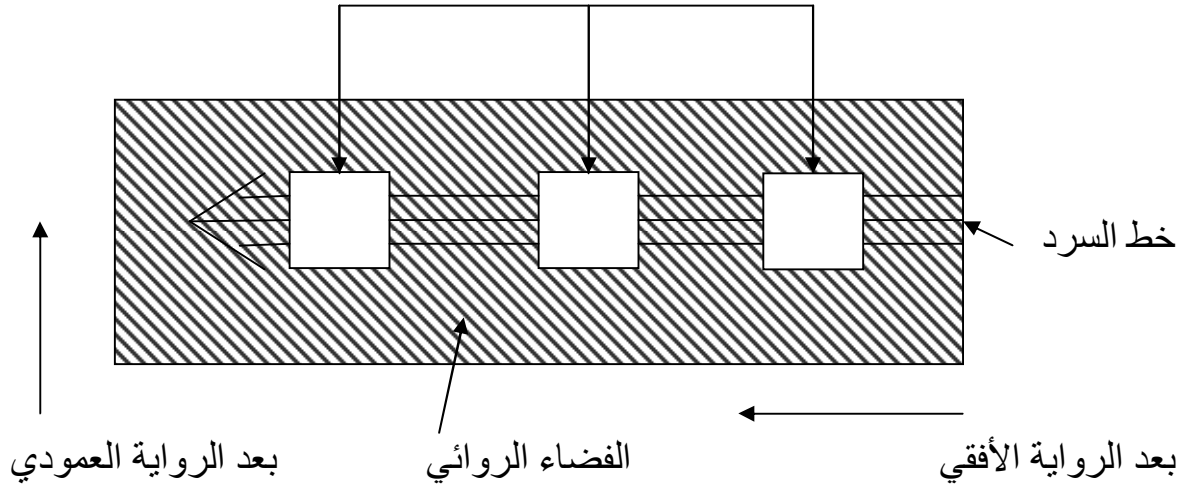 خط السرد
بعد الرواية الأفقي
الفضاء الروائي
بعد الرواية العمودي